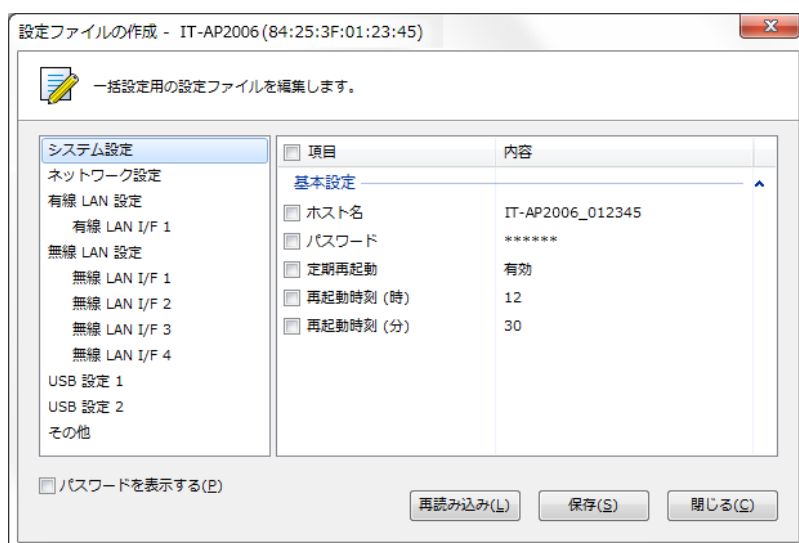 設定ファイルの作成 - IT-AP2006(84:25:3F:01:23:45)
一括設定用の設定ファイルを編集します。
システム設定
ネットワーク設定
有線 LAN 設定
有線 LAN I/F 1
無線 LAN 設定
無線 LAN I/F 1
無線 LAN I/F 2
無線 LAN I/F 3
無線 LAN I/F 4
USB 設定 1
USB 設定 2
その他
項目 内容
基本設定
ホスト名 IT-AP2006_012345
パスワード ******
定期再起動 有効
再起動時刻 (時) 12
再起動時刻 (分) 30
パスワードを表示する(P)
再読み込み(L) 保存(S) 閉じる(C)